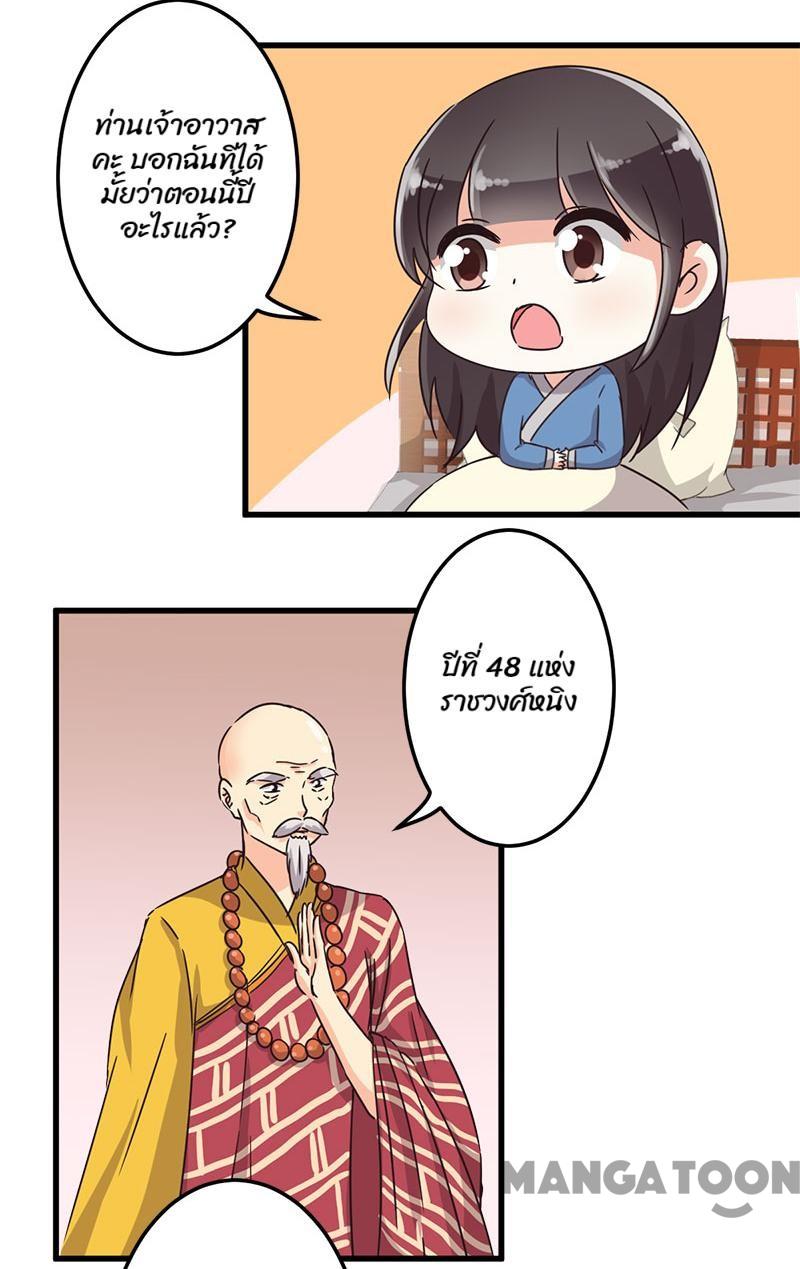 ท่านเจ้าอาวาส
คะ บอกฉันทีได้
มั้ยว่าตอนนี้ปี
อะไรแล้ว?
ปีที่ 48 แห่ง
ราชวงศ์หนิง
MANGATOON